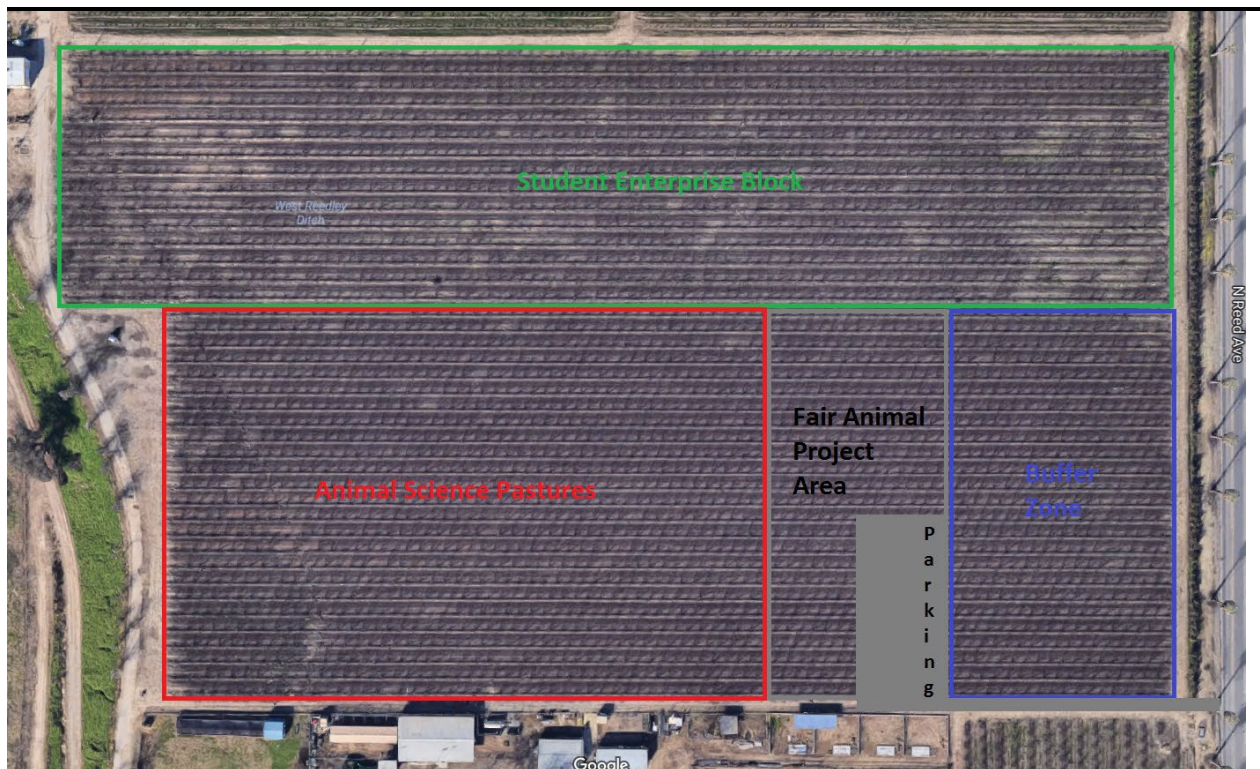 Student Enterprise Block
West Reedley
Ditch
N Reed Ave
Fair Animal
Project
Area
Buffer
Zone
Animal Science Pastures
P
a
r
k
i
n
g
Google